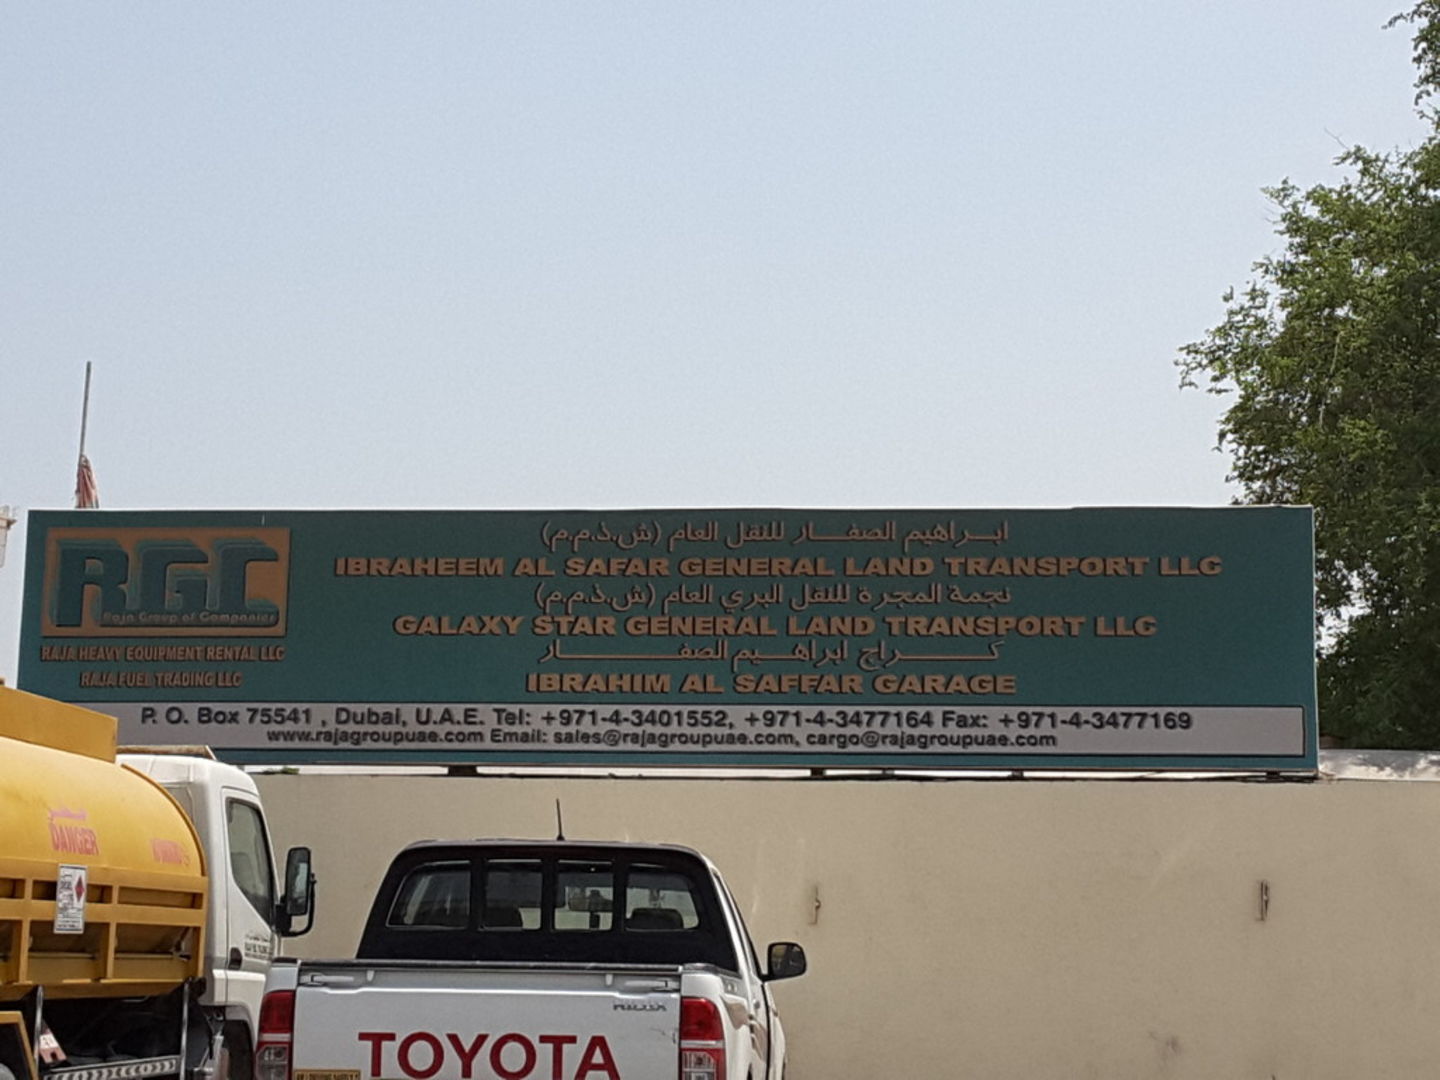 RGC
Raja Group of Companies
RAJA HEAVY EQUIPMENT RENTAL LLC
RAJA FUEL TRADING LLC
ابراهيم الصفار للنقل العام (ش.ذ.م.م)
IBRAHEEM AL SAFAR GENERAL LAND TRANSPORT LLC
نجمة المجرة للنقل البري العام (ش.ذ.م.م)
GALAXY STAR GENERAL LAND TRANSPORT LLC
كراج ابراهيم الصفار
IBRAHIM AL SAFFAR GARAGE
P. O. Box 75541 , Dubai, U.A.E. Tel: +971-4-3401552, +971-4-3477164 Fax: +971-4-3477169
www.rajagroupuae.com Email: sales@rajagroupuae.com, cargo@rajagroupuae.com
DANGER
HILUX
TOYOTA